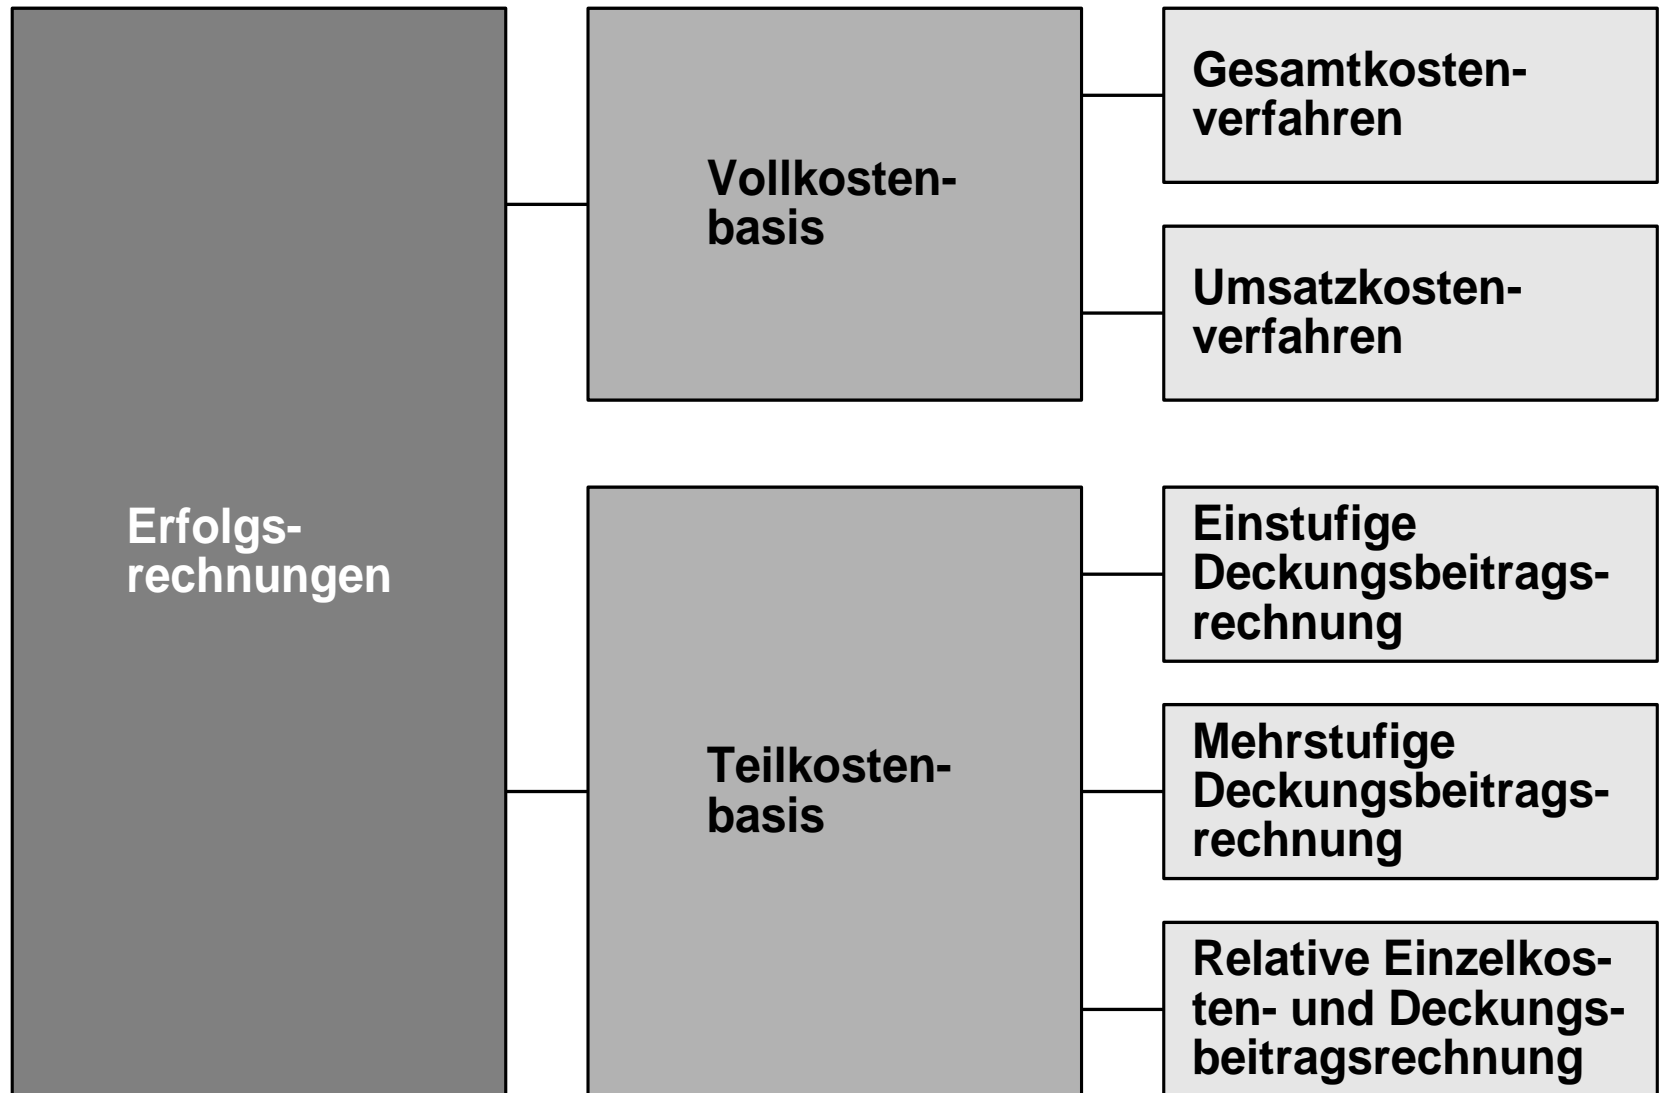 Erfolgs-
rechnungen
Vollkosten-
basis
Gesamtkosten-
verfahren
Umsatzkosten-
verfahren
Teilkosten-
basis
Einstufige
Deckungsbeitrags-
rechnung
Mehrstufige
Deckungsbeitrags-
rechnung
Relative Einzelkos-
ten- und Deckungs-
beitragsrechnung